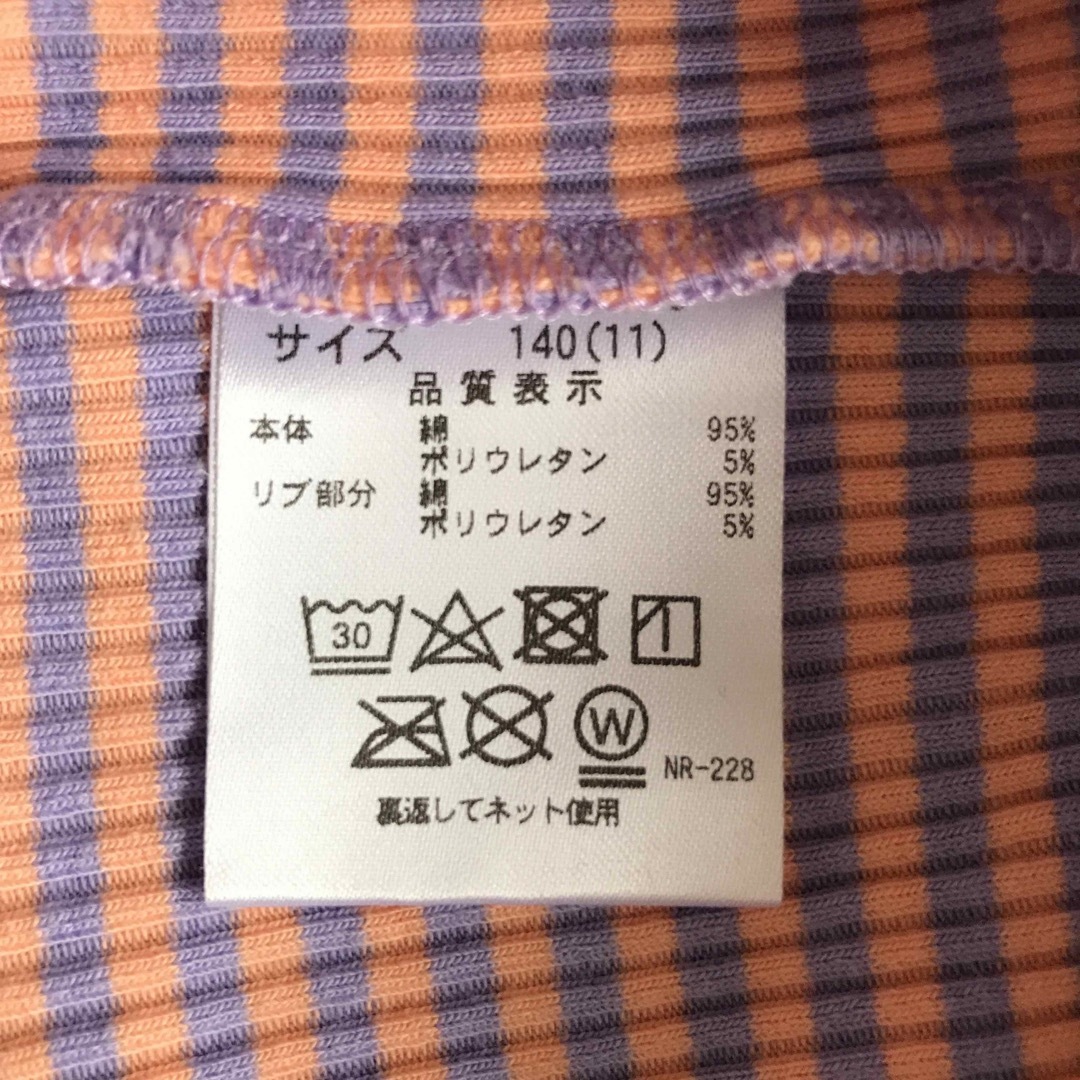 サイズ 140(11)
品質表示
本体 綿 95%
ポリウレタン 5%
リブ部分 綿 95%
ポリウレタン 5%
30
W
NR-228
裏返してネット使用